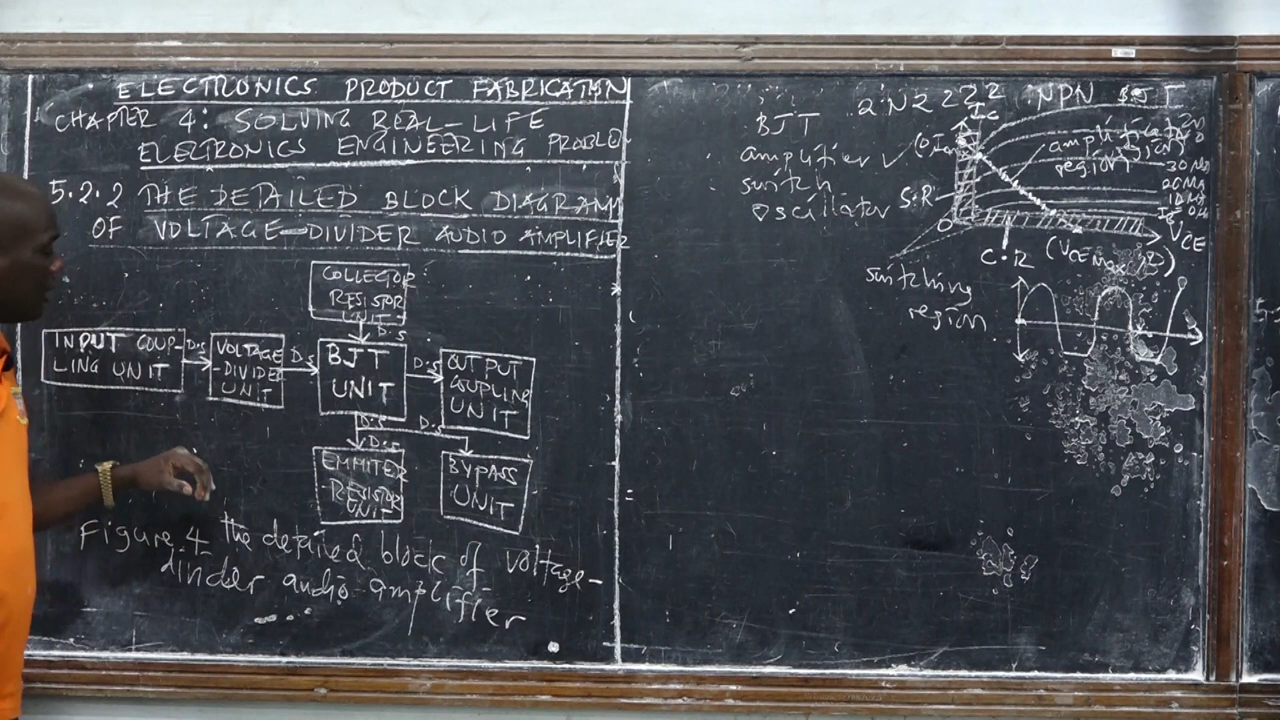 ELECTRONICS PRODUCT FABRICATION
CHAPTER 4: SOLVING REAL-LIFE
ELECTRONICS ENGINEERING PROBLE
5.2.2 THE DETAILED BLOCK DIAGRAM
OF VOLTAGE-DIVIDER AUDIO AMPLIFIER
COLLECTOR
RESISTOR
UNIT
D.S
INPUT COUP-
LING UNIT
D.S
VOLTAGE
-DIVIDER
UNIT
D.S
BJT
UNIT
D.S
OUTPUT
COUPLING
UNIT
D.S
D.S
D.S
EMMITER
RESISTOR
UNIT
BYPASS
UNIT
Figure 4 the detailed block of voltage-
divider audio amplifier
2N2222 NPN BJT
BJT
amplifier
switch
oscillator
Ic
amplification
region
30
20
S.R
O
VCE
C.R
switching
region